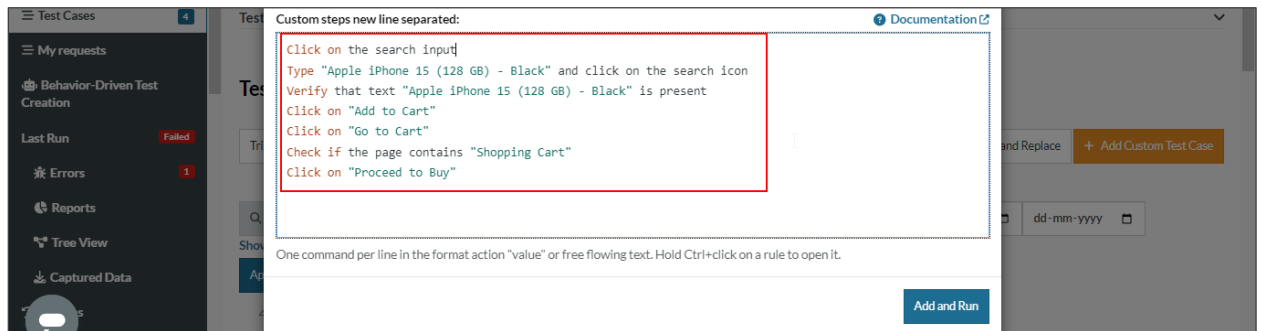 Test Cases 4
My requests
Behavior-Driven Test
Creation
Last Run Failed
Errors 1
Reports
Tree View
Captured Data
Custom steps new line separated:
Documentation
Click on the search input
Type "Apple iPhone 15 (128 GB) - Black" and click on the search icon
Verify that text "Apple iPhone 15 (128 GB) - Black" is present
Click on "Add to Cart"
Click on "Go to Cart"
Check if the page contains "Shopping Cart"
Click on "Proceed to Buy"
One command per line in the format action "value" or free flowing text. Hold Ctrl+click on a rule to open it.
Add and Run
and Replace
+ Add Custom Test Case
dd-mm-yyyy